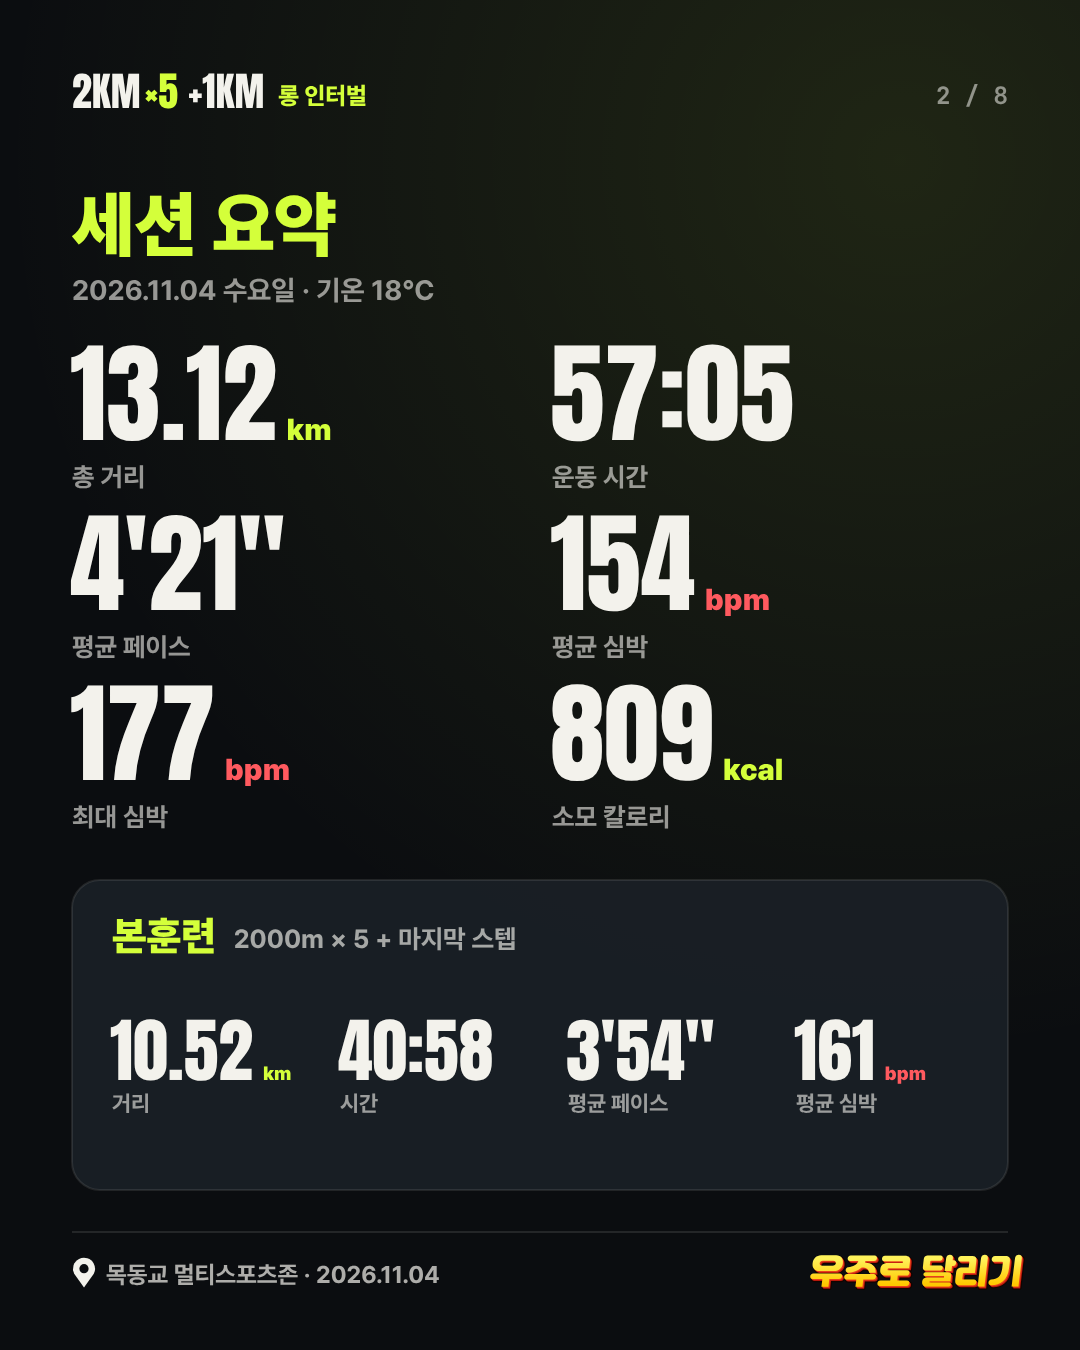 2KM ×5 +1KM 롱 인터벌
2 / 8
세션 요약
2026.11.04 수요일 · 기온 18°C
13.12 km
총 거리
57:05
운동 시간
4'21"
평균 페이스
154 bpm
평균 심박
177 bpm
최대 심박
809 kcal
소모 칼로리
본훈련 2000m × 5 + 마지막 스텝
10.52 km
거리
40:58
시간
3'54"
평균 페이스
161 bpm
평균 심박
목동교 멀티스포츠존 · 2026.11.04
우주로 달리기